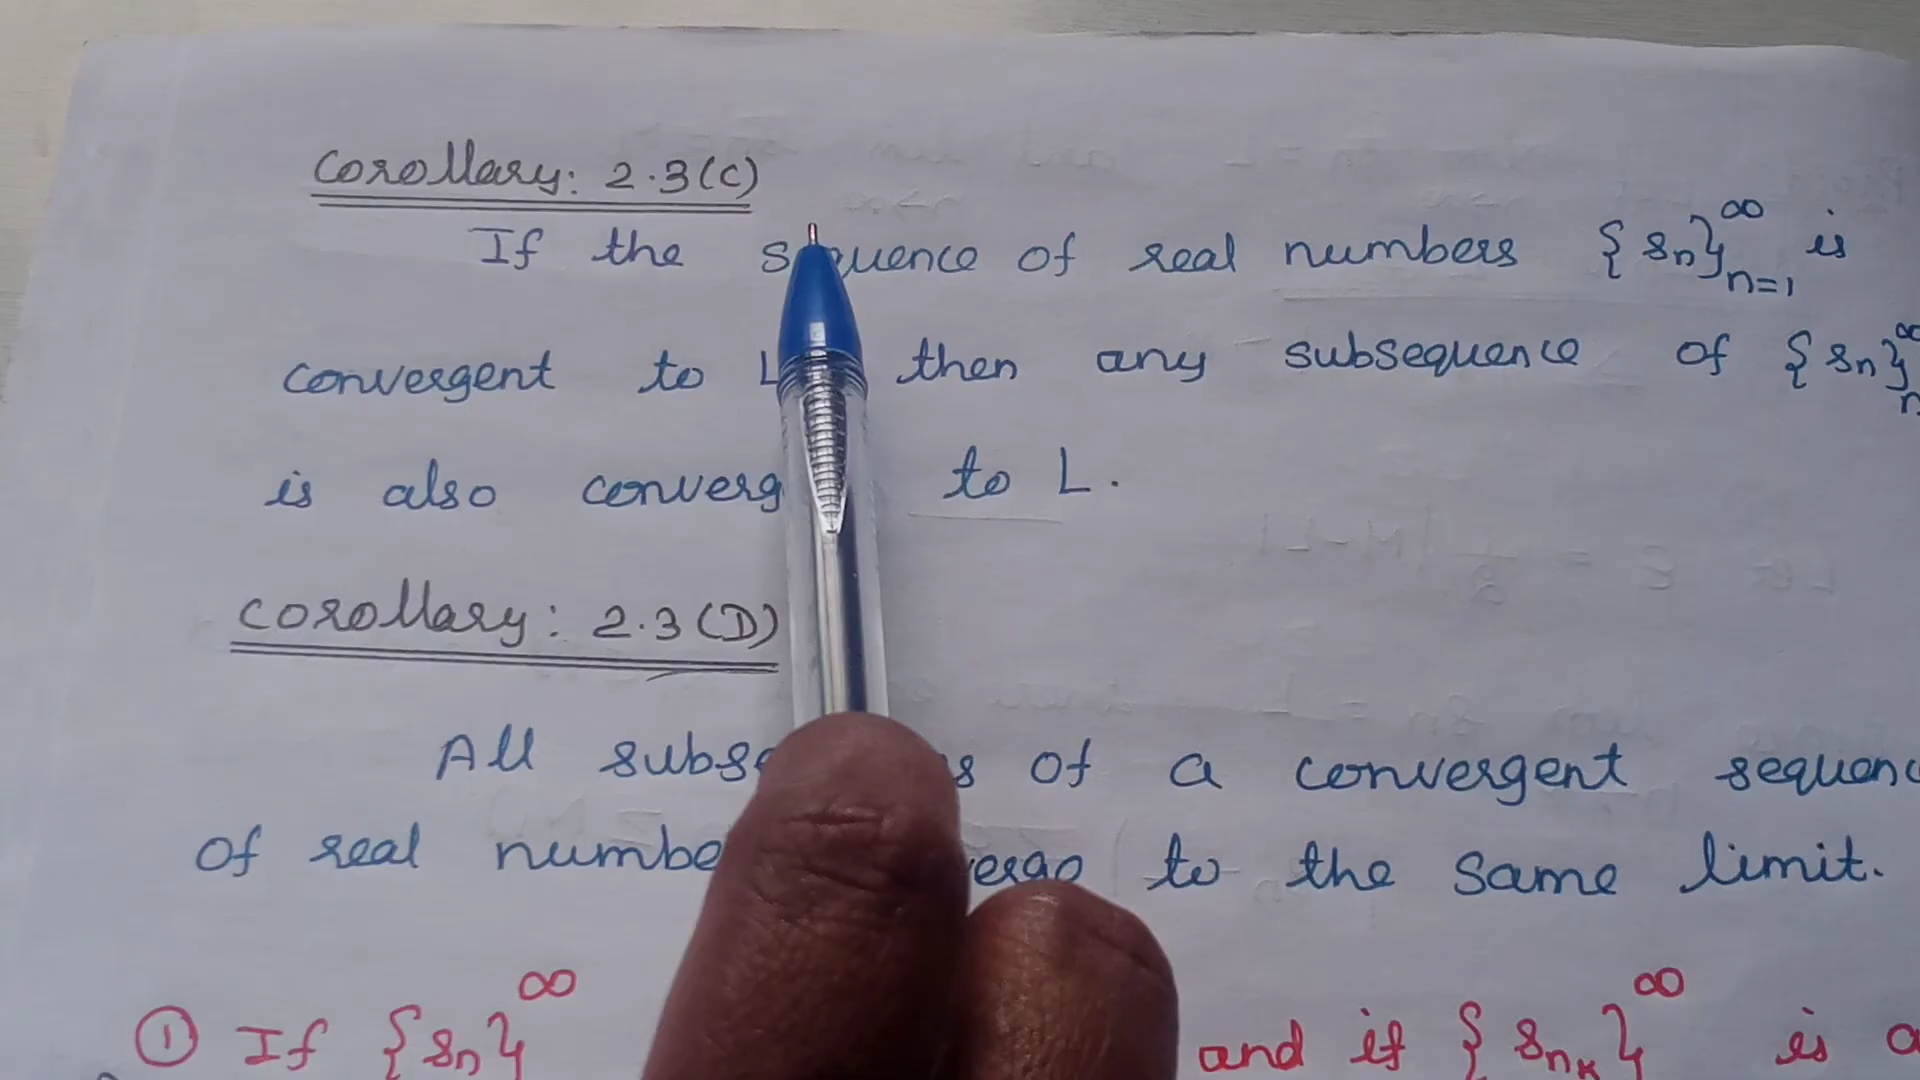 Corollary: 2.3(C)
If the sequence of real numbers {sn}∞n=1 is
convergent to L then any subsequence of {sn}∞n
is also converg to L.
Corollary: 2.3(D)
All subs of a convergent sequenc
of real numbe to the same limit.
① If {sn}∞ and if {snk}∞ is a